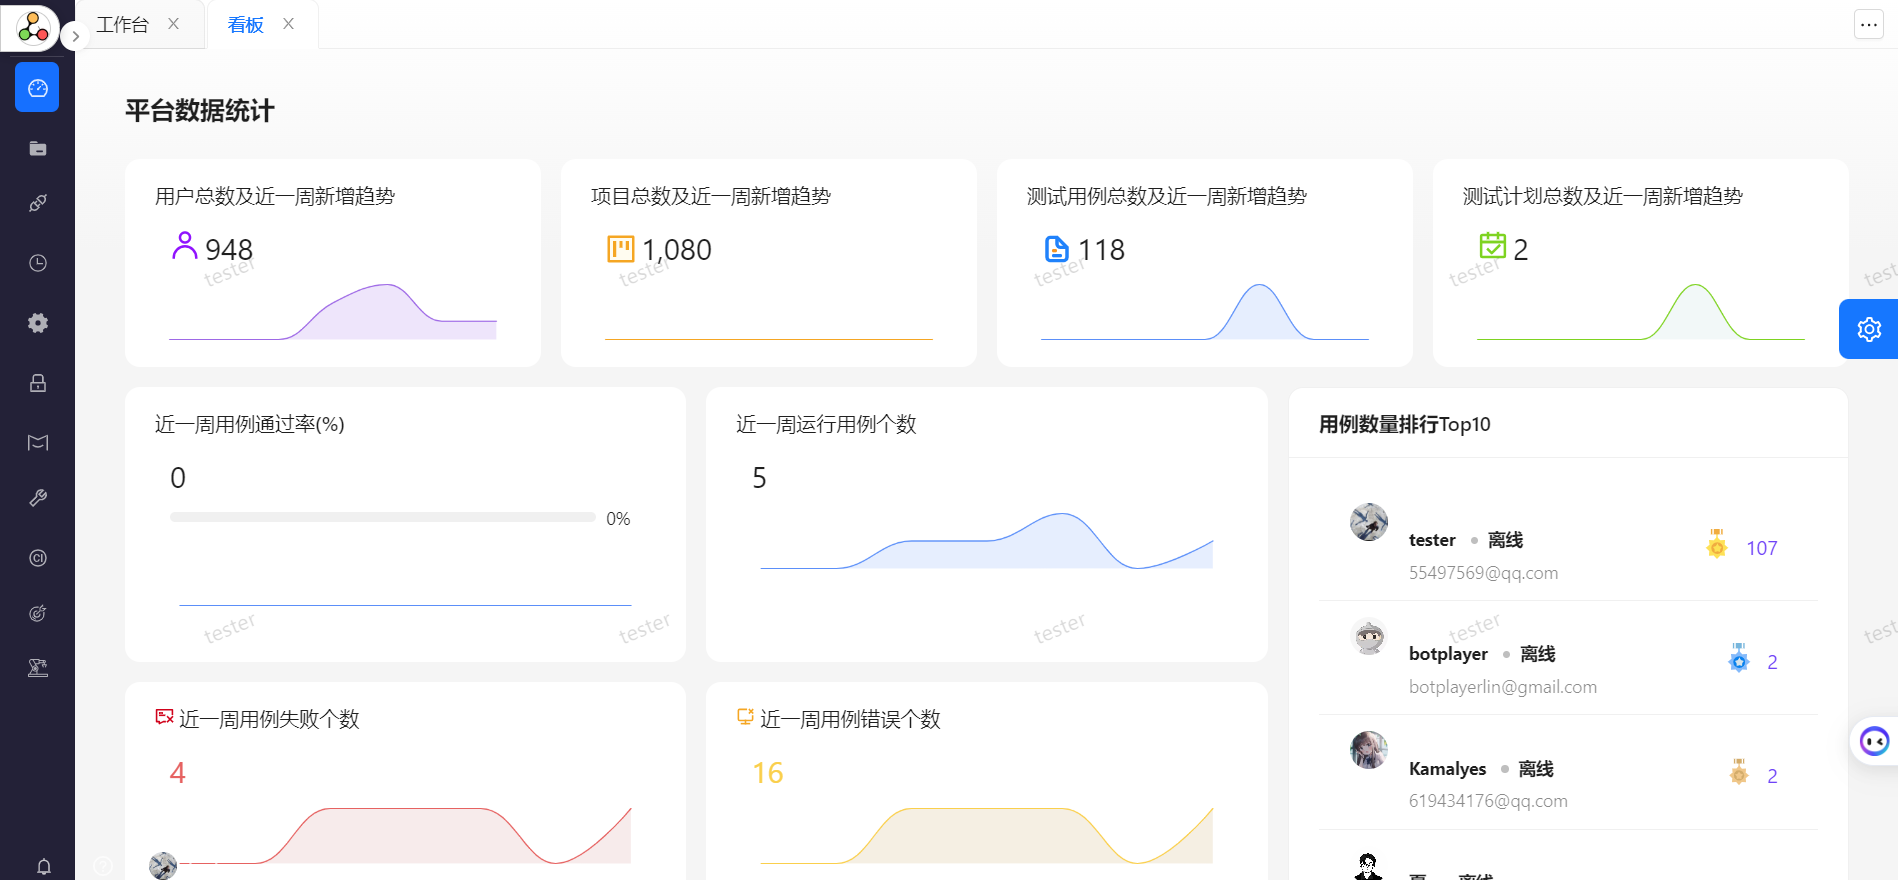 工作台
看板
平台数据统计
用户总数及近一周新增趋势
948
项目总数及近一周新增趋势
1,080
测试用例总数及近一周新增趋势
118
测试计划总数及近一周新增趋势
2
tester
tester
tester
tester
近一周用例通过率(%)
0
0%
近一周运行用例个数
5
用例数量排行Top10
tester 离线
107
55497569@qq.com
botplayer 离线
2
botplayerlin@gmail.com
Kamalyes 离线
2
619434176@qq.com
离线
tester
tester
tester
tester
近一周用例失败个数
4
近一周用例错误个数
16
CI